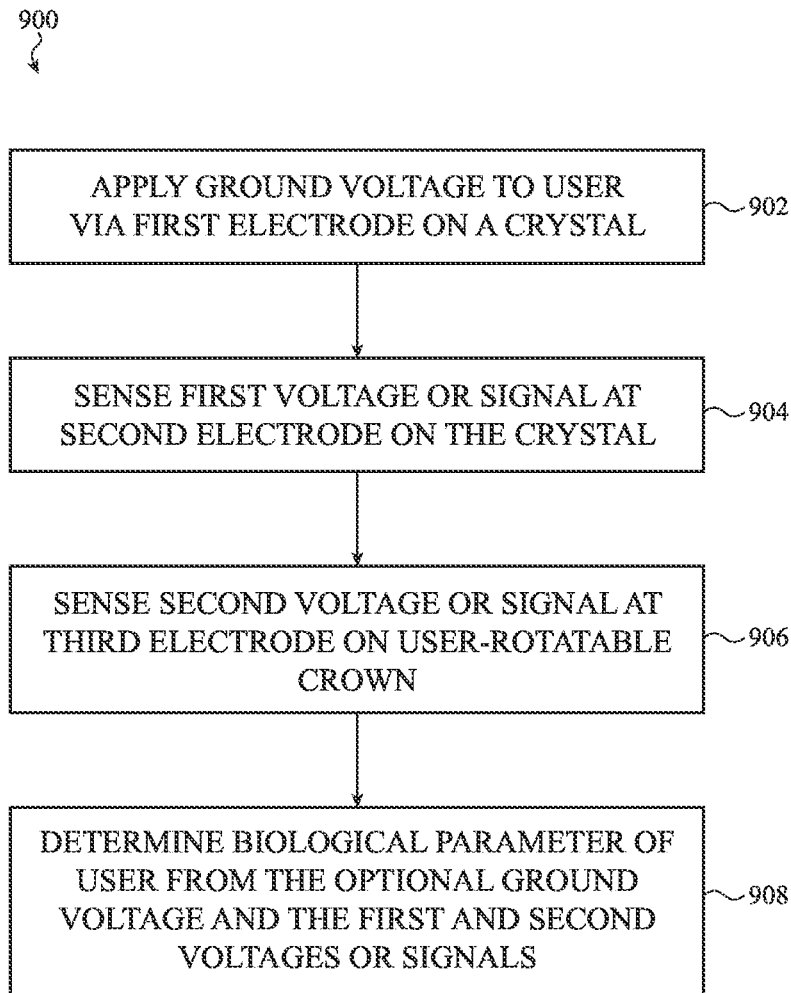 900
APPLY GROUND VOLTAGE TO USER
VIA FIRST ELECTRODE ON A CRYSTAL
902
SENSE FIRST VOLTAGE OR SIGNAL AT
SECOND ELECTRODE ON THE CRYSTAL
904
SENSE SECOND VOLTAGE OR SIGNAL AT
THIRD ELECTRODE ON USER-ROTATABLE
CROWN
906
DETERMINE BIOLOGICAL PARAMETER OF
USER FROM THE OPTIONAL GROUND
VOLTAGE AND THE FIRST AND SECOND
VOLTAGES OR SIGNALS
908